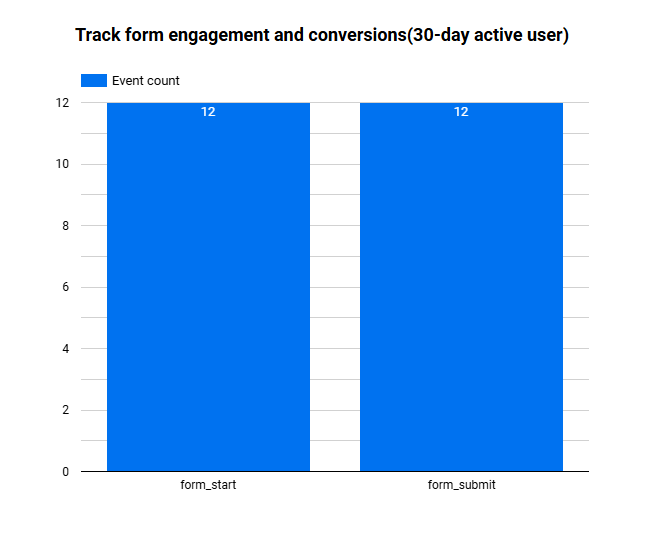 Track form engagement and conversions(30-day active user)
Event count
12
10
8
6
4
2
0
12
12
form_start
form_submit